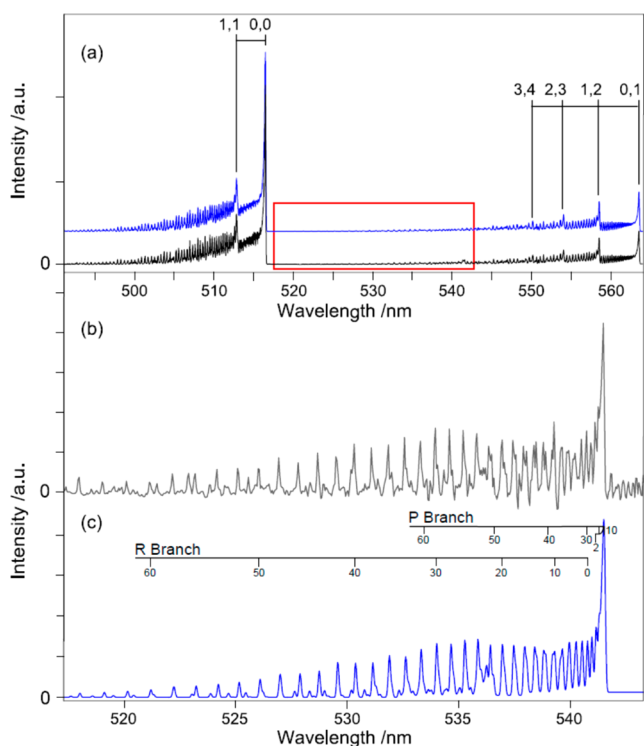 1,1 0,0
(a)
3,4 2,3 1,2 0,1
Intensity /a.u.
0
500 510 520 530 540 550 560
Wavelength /nm
(b)
Intensity /a.u.
0
(c)
P Branch
60 50 40 30 2 10
R Branch
60 50 40 30 20 10 0
0
520 525 530 535 540
Wavelength /nm